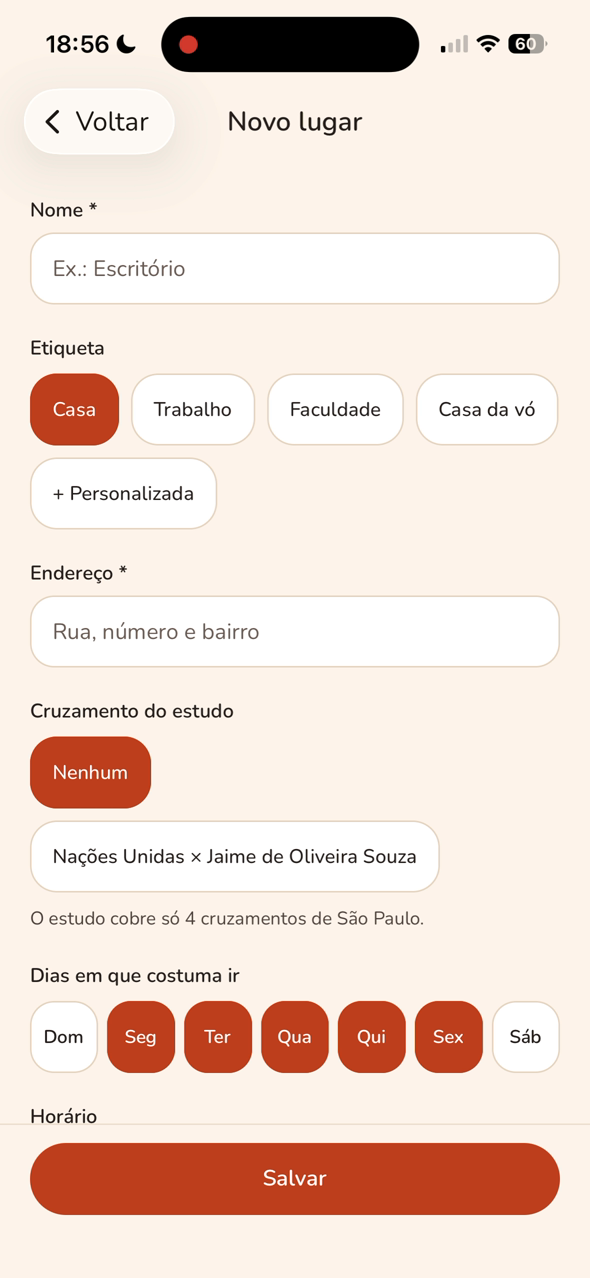 18:56
60
Voltar
Novo lugar
Nome *
Ex.: Escritório
Etiqueta
Casa
Trabalho
Faculdade
Casa da vó
+ Personalizada
Endereço *
Rua, número e bairro
Cruzamento do estudo
Nenhum
Nações Unidas × Jaime de Oliveira Souza
O estudo cobre só 4 cruzamentos de São Paulo.
Dias em que costuma ir
Dom
Seg
Ter
Qua
Qui
Sex
Sáb
Horário
Salvar